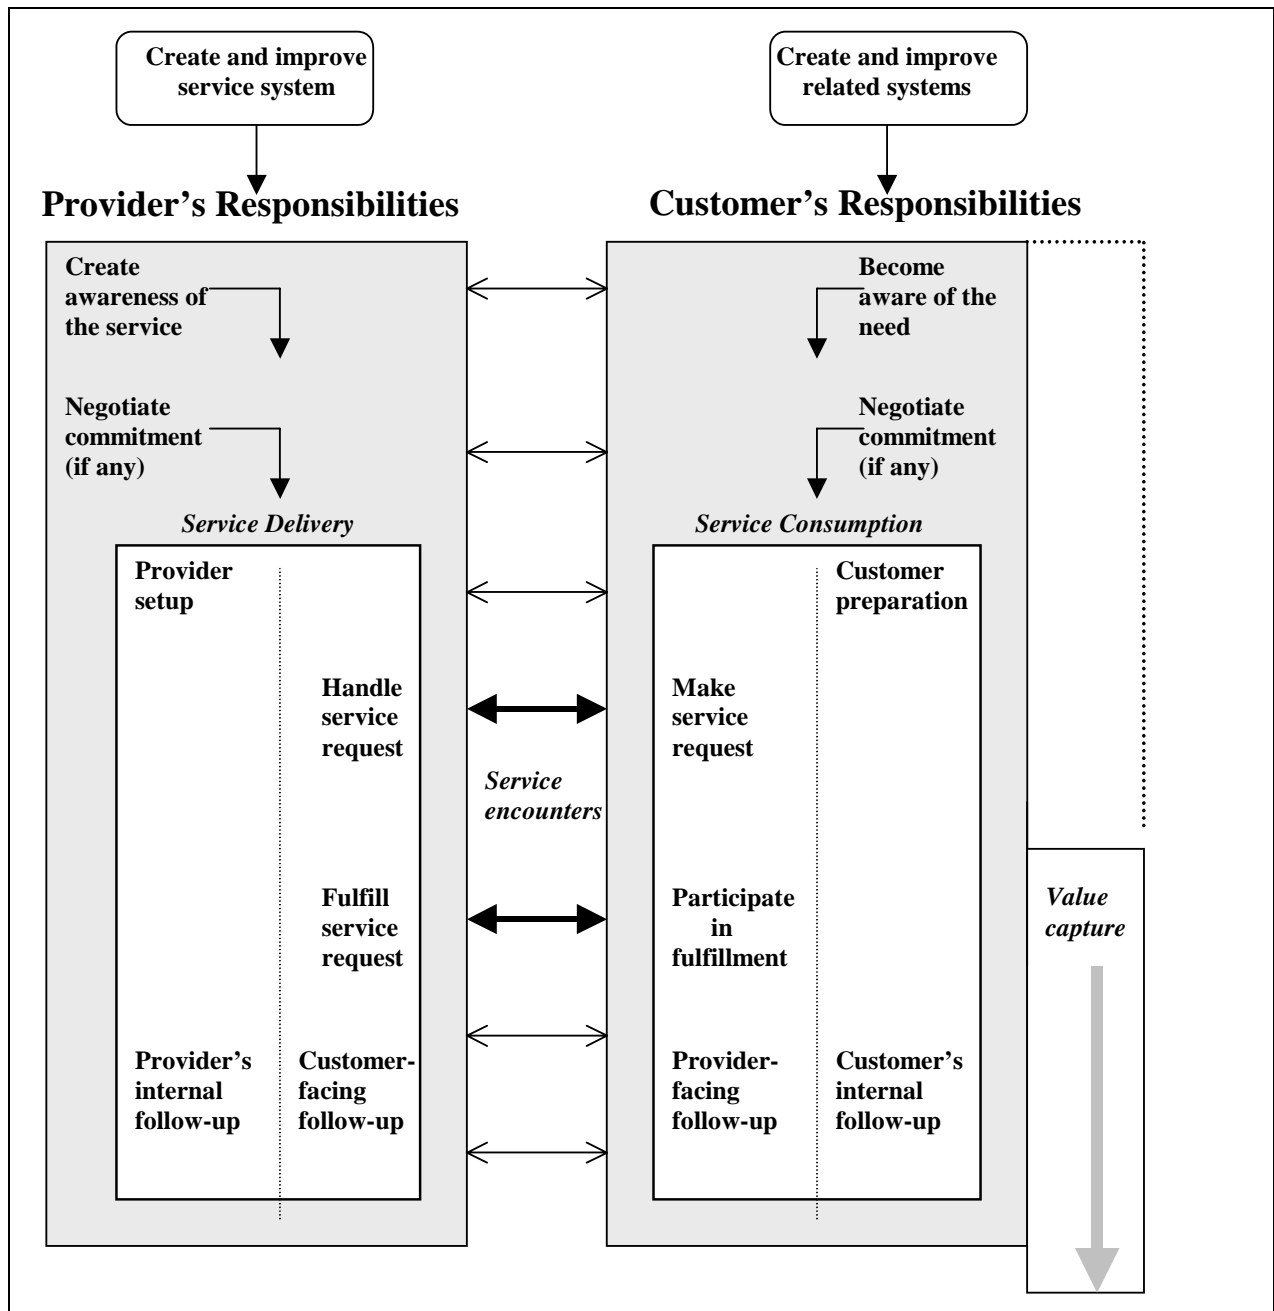 Create and improve
service system
Create and improve
related systems
Provider’s Responsibilities
Customer’s Responsibilities
Create
awareness of
the service
Become
aware of the
need
Negotiate
commitment
(if any)
Negotiate
commitment
(if any)
Service Delivery
Service Consumption
Provider
setup
Customer
preparation
Handle
service
request
Make
service
request
Service
encounters
Fulfill
service
request
Participate
in
fulfillment
Value
capture
Provider’s
internal
follow-up
Customer-
facing
follow-up
Provider-
facing
follow-up
Customer’s
internal
follow-up